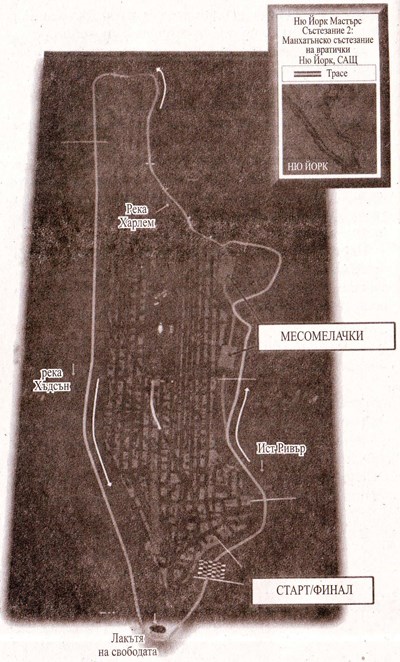 Ню Йорк Мастърс
Състезание 2:
Манхатънско състезание
на вратички
Ню Йорк, САЩ
Трасе
НЮ ЙОРК
Река
Харлем
МЕСОМЕЛАЧКИ
река
Хъдсън
Ист Ривър
СТАРТ/ФИНАЛ
Лакътя
на свободата